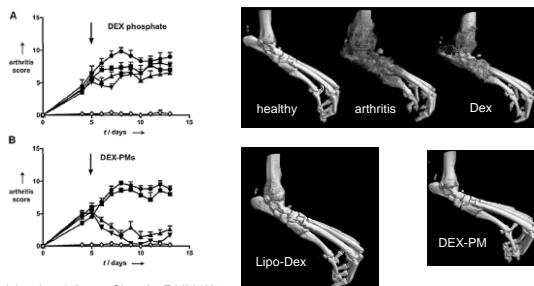 A
DEX phosphate
arthritis
score
15
10
5
0
0
5
10
15
t / days
B
DEX-PMs
arthritis
score
15
10
5
0
0
5
10
15
t / days
healthy
arthritis
Dex
Lipo-Dex
DEX-PM